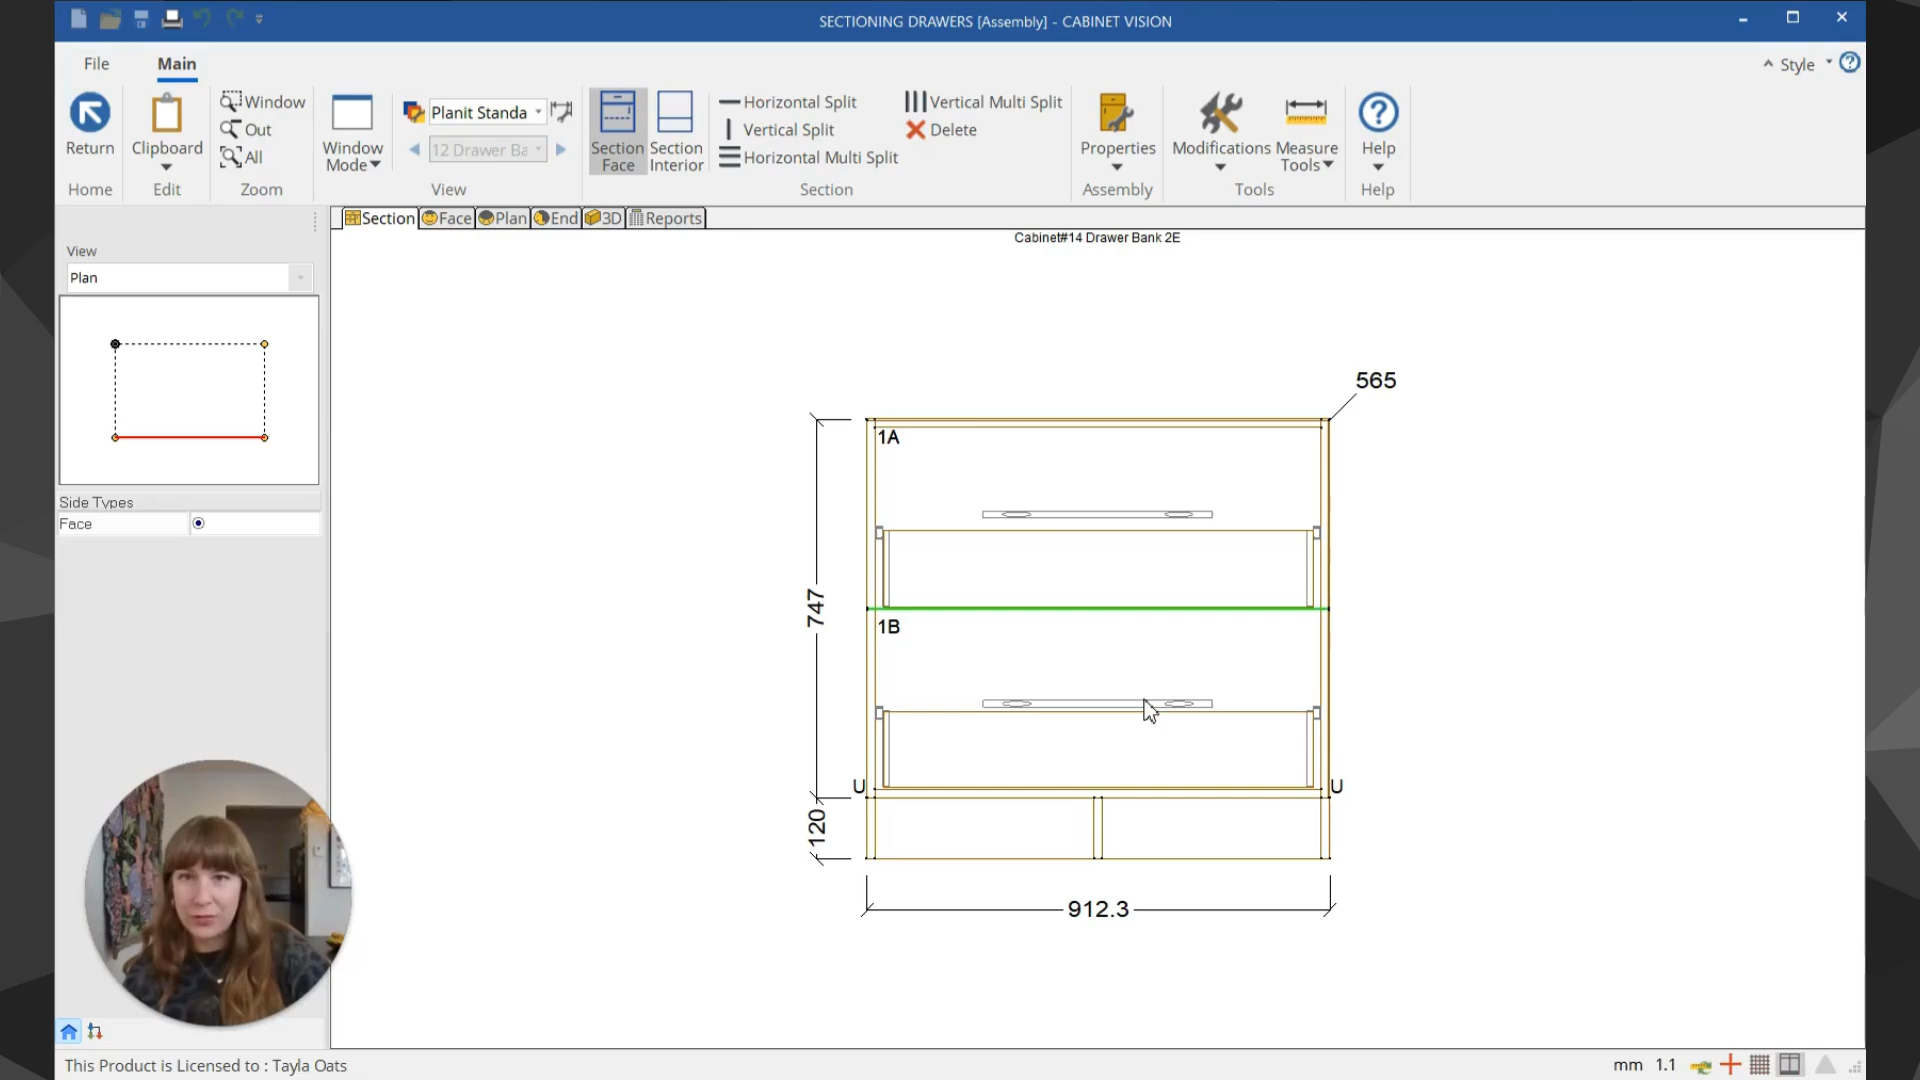 SECTIONING DRAWERS [Assembly] - CABINET VISION
File
Main
Style
Return
Home
Clipboard
Edit
Window
Out
All
Zoom
Window
Mode
Planit Standa
12 Drawer Ba
View
Section
Face
Section
Interior
Horizontal Split
Vertical Split
Horizontal Multi Split
Vertical Multi Split
Delete
Section
Properties
Assembly
Modifications
Measure
Tools
Tools
Help
Help
Section
Face
Plan
End
3D
Reports
View
Plan
Side Types
Face
Cabinet#14 Drawer Bank 2E
565
1A
747
1B
U
U
120
912.3
This Product is Licensed to : Tayla Oats
mm 1.1